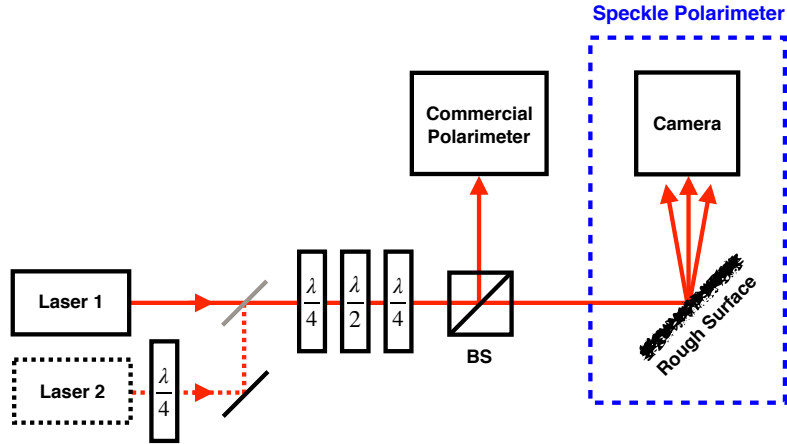 Speckle Polarimeter
Commercial
Polarimeter
Camera
Laser 1
λ/4
λ/2
λ/4
BS
Rough Surface
Laser 2
λ/4